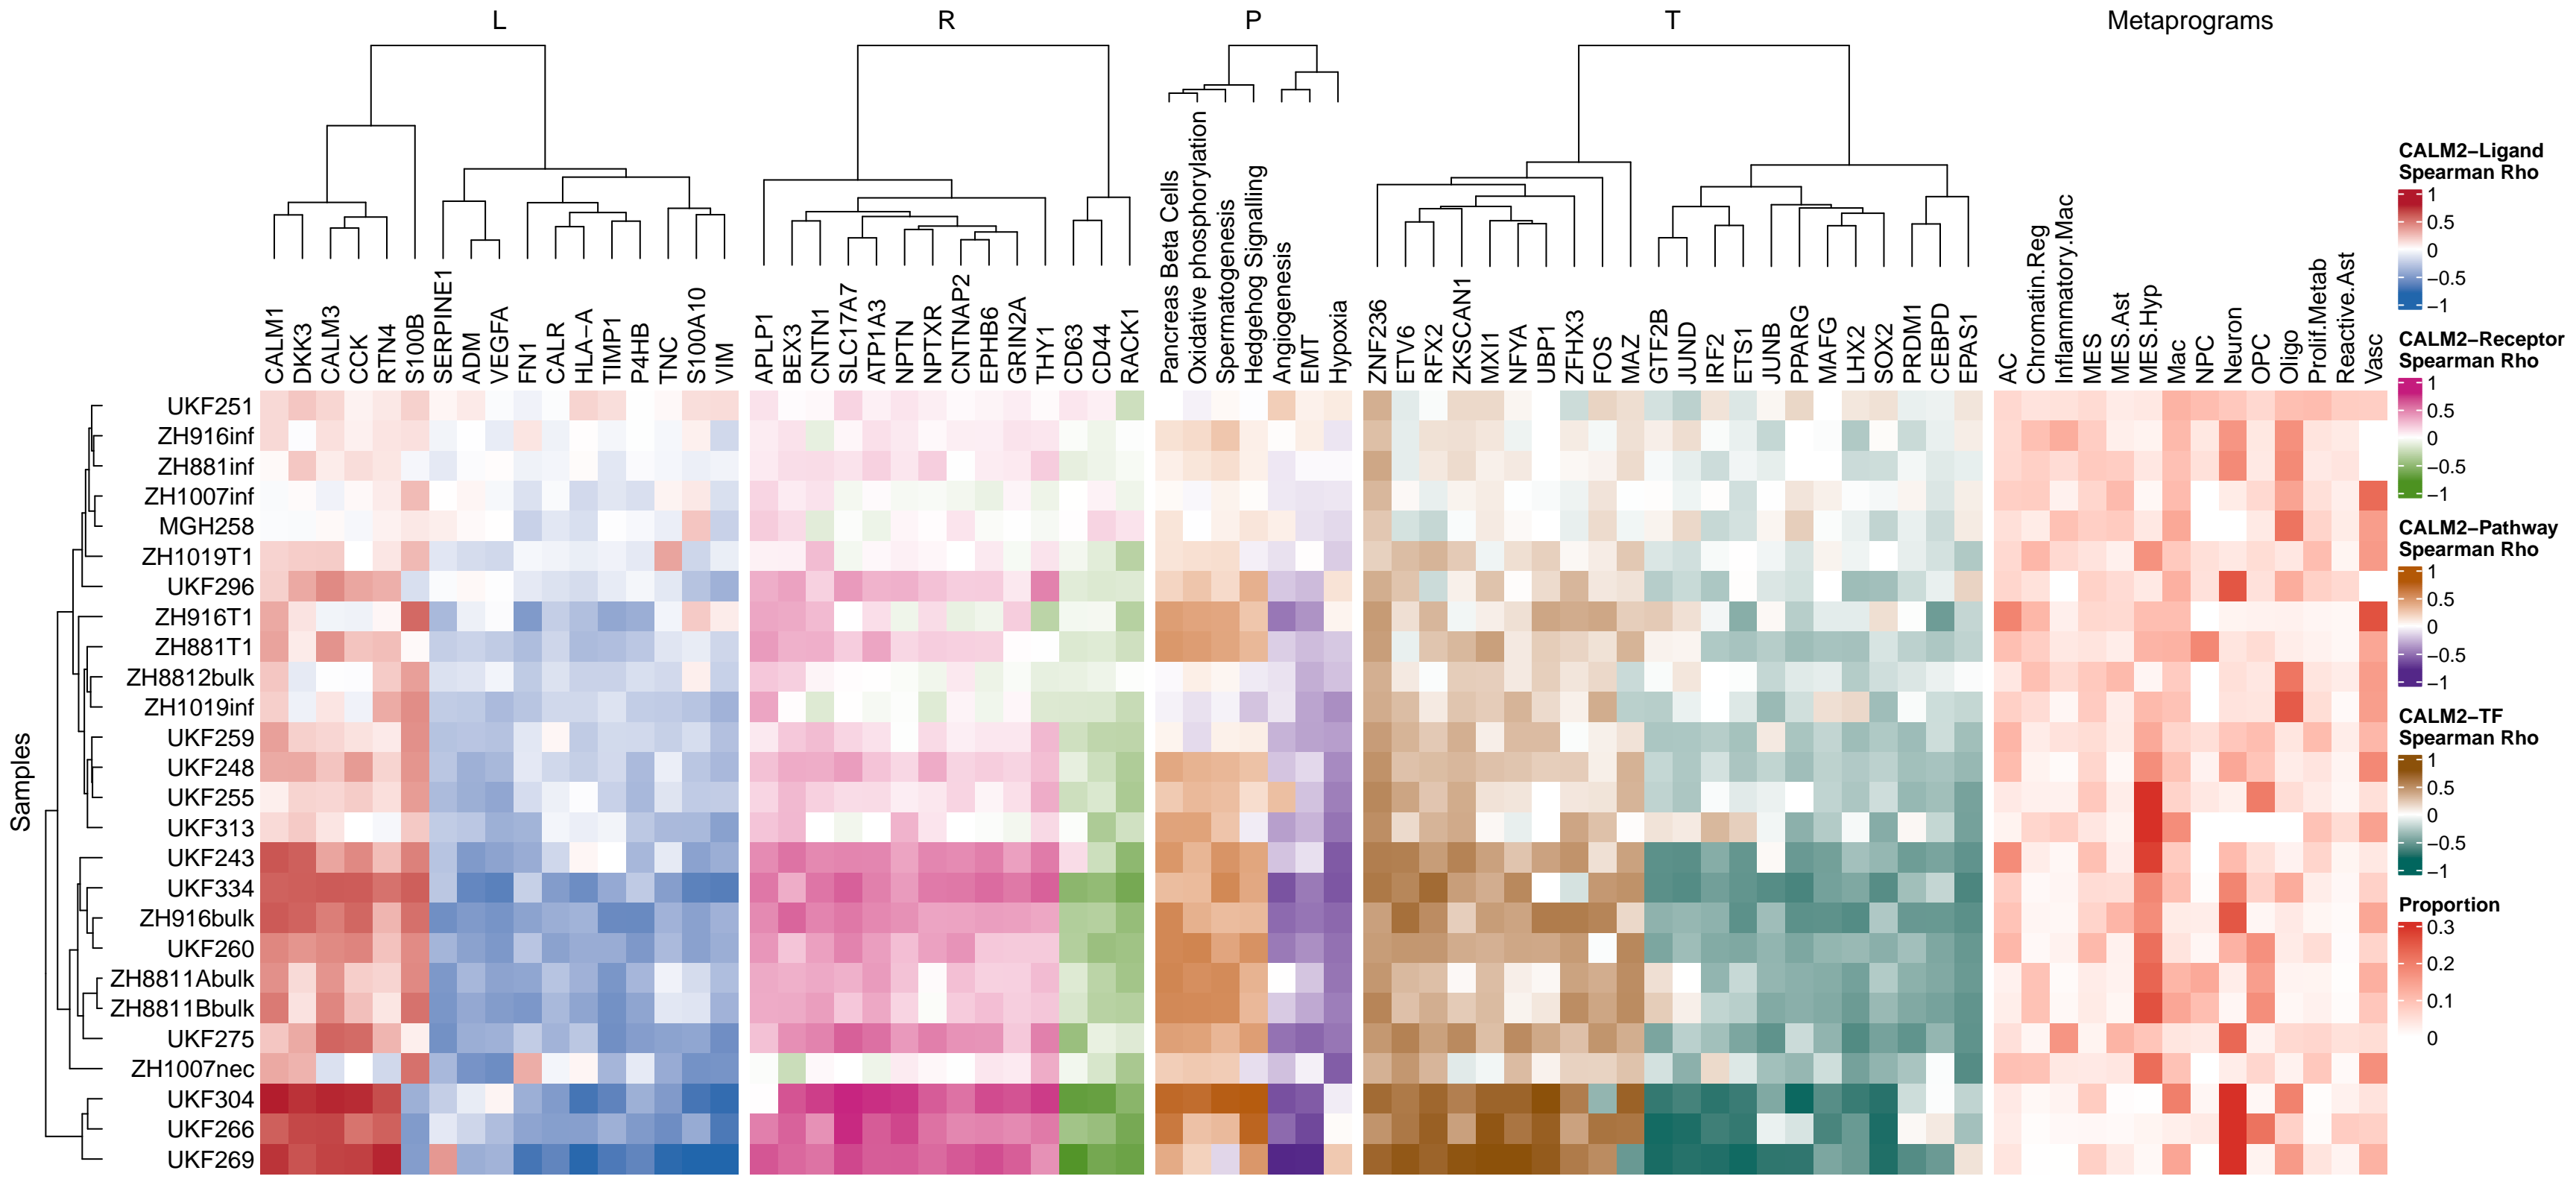 L
R
P
T
Metaprograms
CALM1
DKK3
CALM3
CCK
RTN4
S100B
SERPINE1
ADM
VEGFA
FN1
CALR
HLA−A
TIMP1
P4HB
TNC
S100A10
VIM
APLP1
BEX3
CNTN1
SLC17A7
ATP1A3
NPTN
NPTXR
CNTNAP2
EPHB6
GRIN2A
THY1
CD63
CD44
RACK1
Pancreas Beta Cells
Oxidative phosphorylation
Spermatogenesis
Hedgehog Signalling
Angiogenesis
EMT
Hypoxia
ZNF236
ETV6
RFX2
ZKSCAN1
MXI1
NFYA
UBP1
ZFHX3
FOS
MAZ
GTF2B
JUND
IRF2
ETS1
JUNB
PPARG
MAFG
LHX2
SOX2
PRDM1
CEBPD
EPAS1
AC
Chromatin.Reg
Inflammatory.Mac
MES
MES.Ast
MES.Hyp
Mac
NPC
Neuron
OPC
Oligo
Prolif.Metab
Reactive.Ast
Vasc
Samples
UKF251
ZH916inf
ZH881inf
ZH1007inf
MGH258
ZH1019T1
UKF296
ZH916T1
ZH881T1
ZH8812bulk
ZH1019inf
UKF259
UKF248
UKF255
UKF313
UKF243
UKF334
ZH916bulk
UKF260
ZH8811Abulk
ZH8811Bbulk
UKF275
ZH1007nec
UKF304
UKF266
UKF269
CALM2−Ligand
Spearman Rho
1
0.5
0
−0.5
−1
CALM2−Receptor
Spearman Rho
1
0.5
0
−0.5
−1
CALM2−Pathway
Spearman Rho
1
0.5
0
−0.5
−1
CALM2−TF
Spearman Rho
1
0.5
0
−0.5
−1
Proportion
0.3
0.2
0.1
0